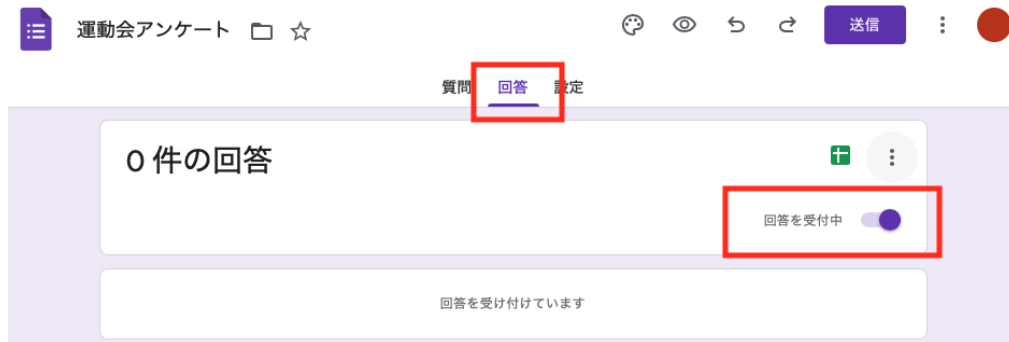 運動会アンケート
送信
質問 回答 設定
0 件の回答
回答を受付中
回答を受け付けています